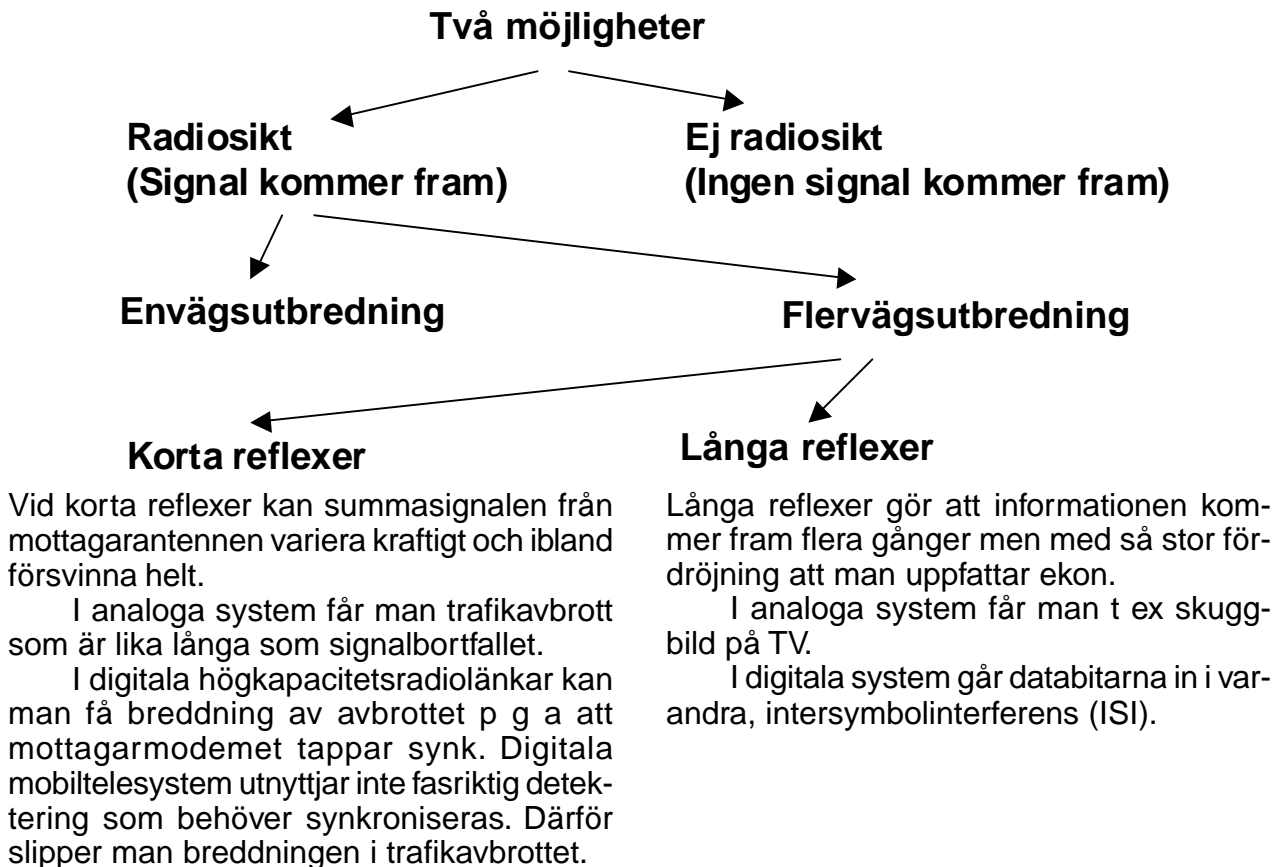 Två möjligheter
Radiosikt
(Signal kommer fram)
Ej radiosikt
(Ingen signal kommer fram)
Envägsutbredning
Flervägsutbredning
Korta reflexer
Långa reflexer
Vid korta reflexer kan summasignalen från
mottagarantennen variera kraftigt och ibland
försvinna helt.
I analoga system får man trafikavbrott
som är lika långa som signalbortfallet.
I digitala högkapacitetsradiolänkar kan
man få breddning av avbrottet p g a att
mottagarmodemet tappar synk. Digitala
mobiltelesystem utnyttjar inte fasriktig detek-
tering som behöver synkroniseras. Därför
slipper man breddningen i trafikavbrottet.
Långa reflexer gör att informationen kom-
mer fram flera gånger men med så stor för-
dröjning att man uppfattar ekon.
I analoga system får man t ex skugg-
bild på TV.
I digitala system går databitarna in i var-
andra, intersymbolinterferens (ISI).